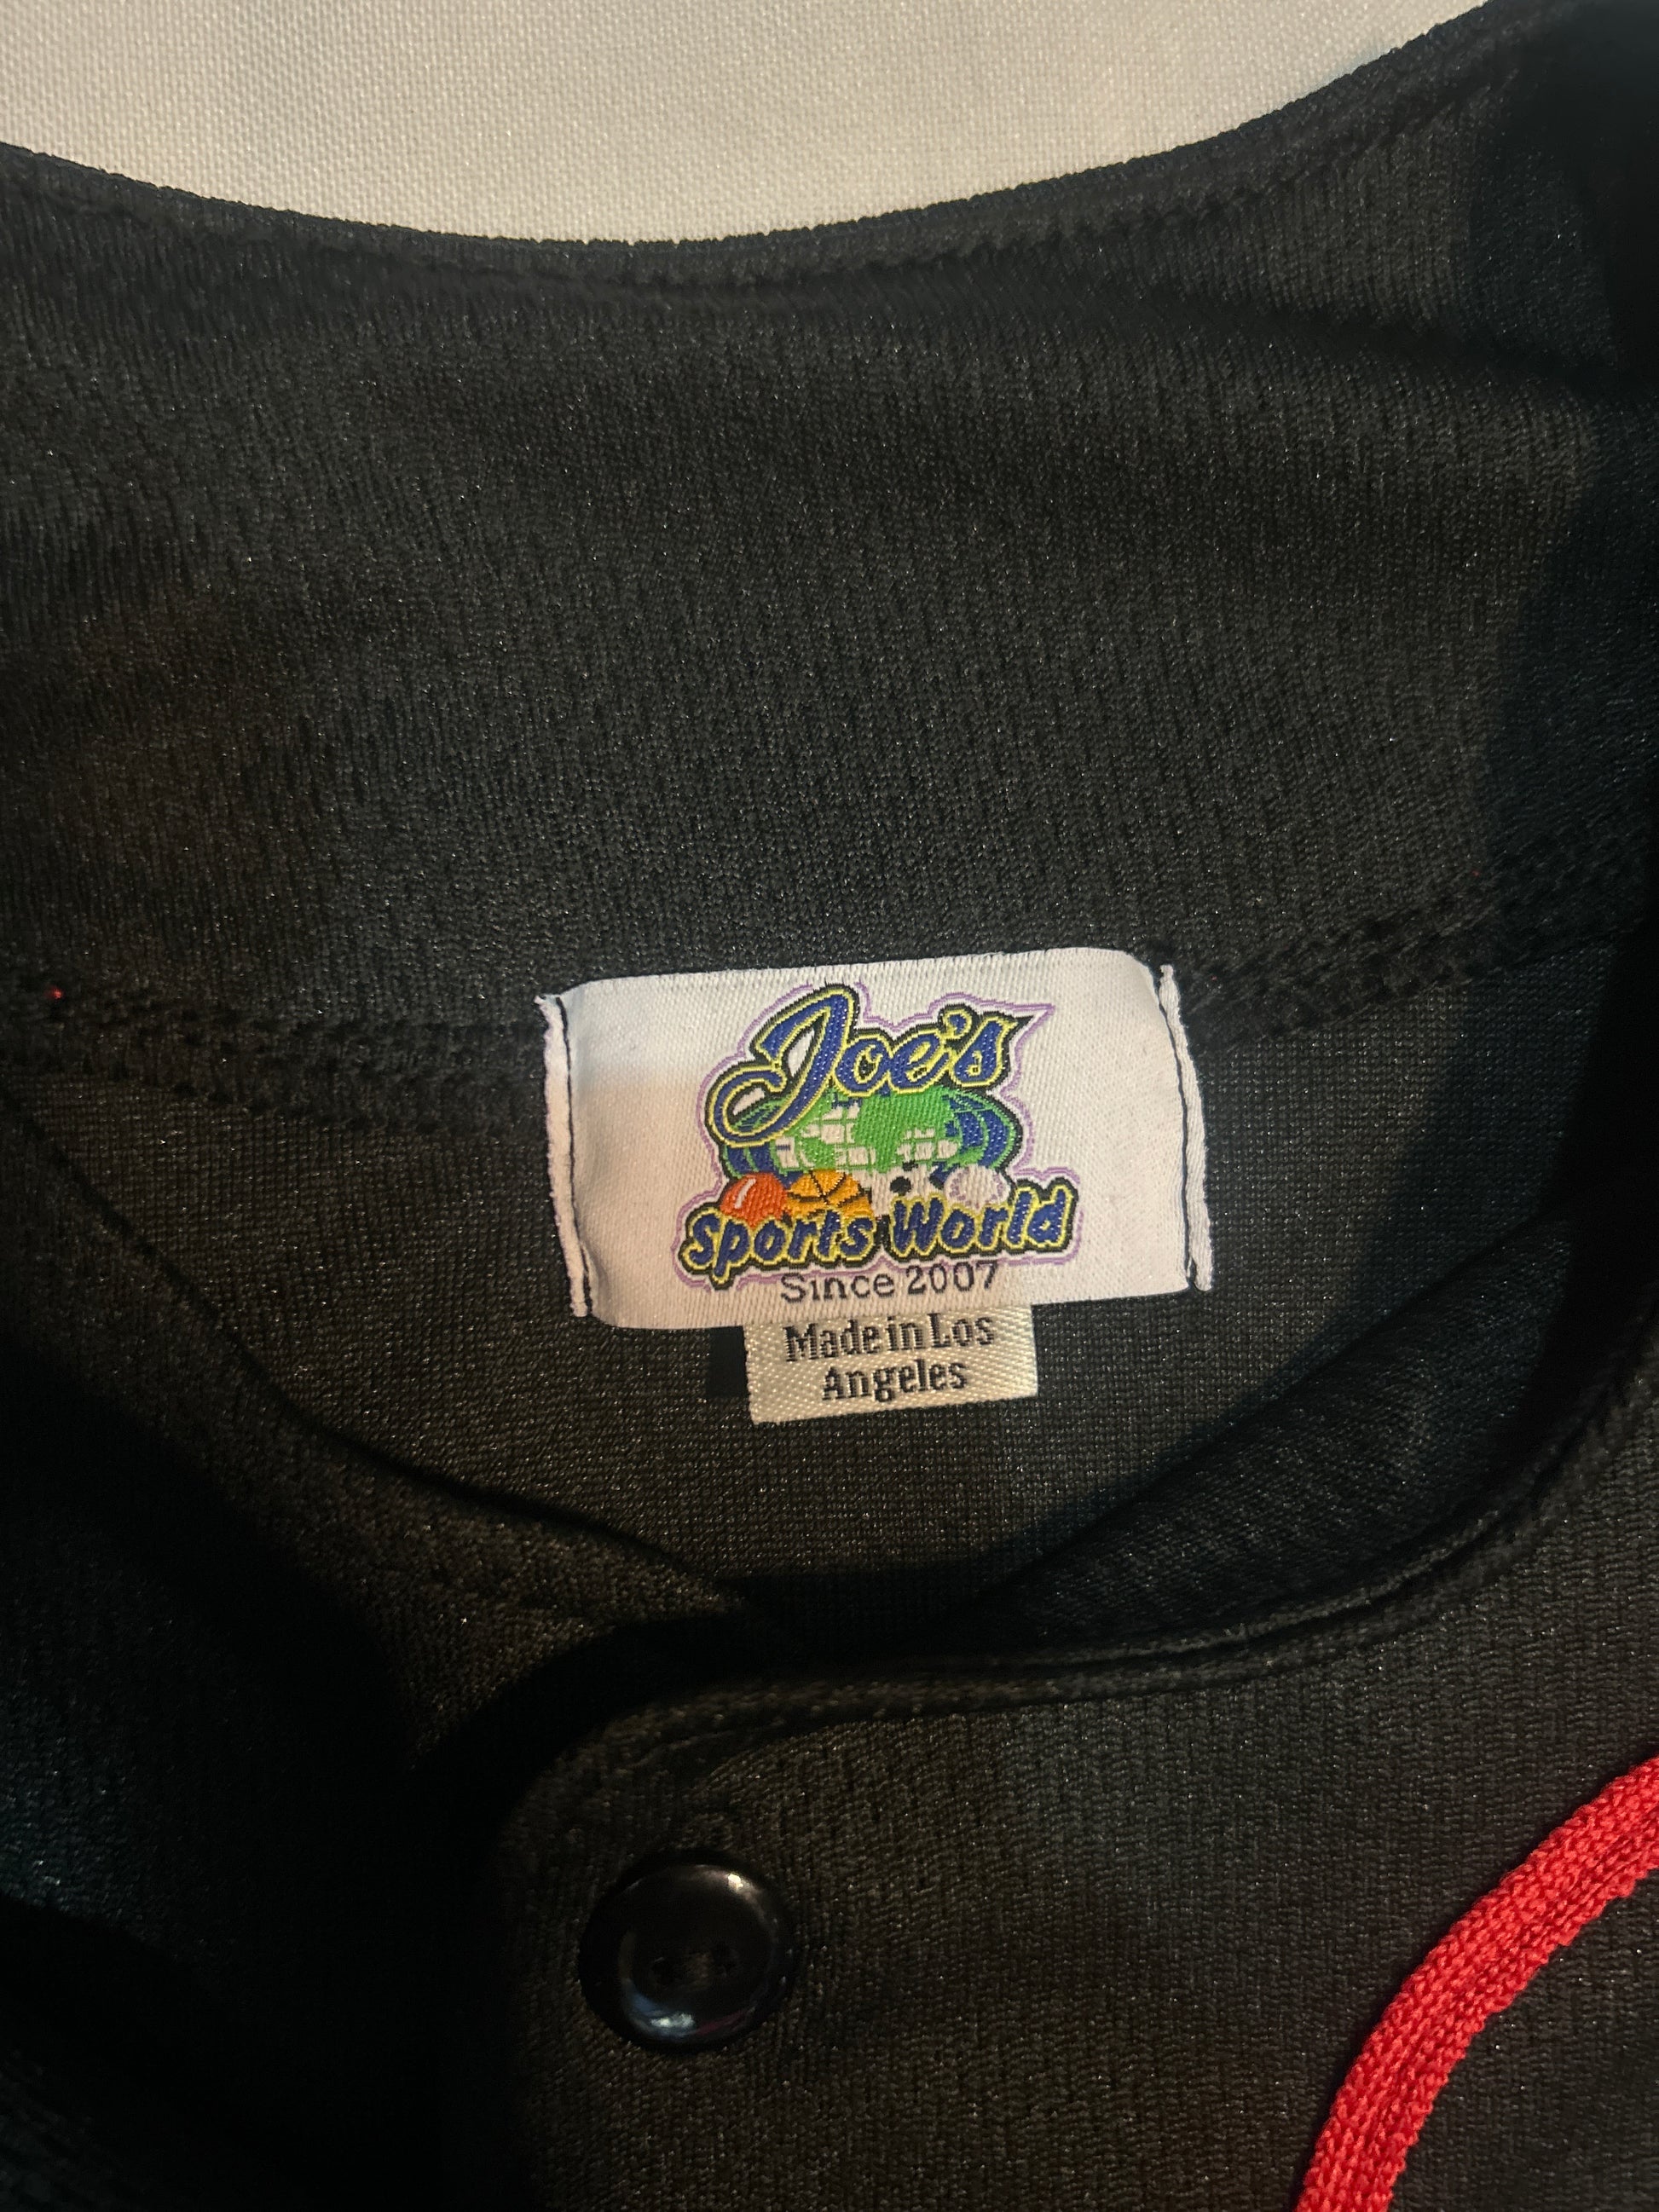 Joe's
Sports World
Since 2007
Made in Los
Angeles